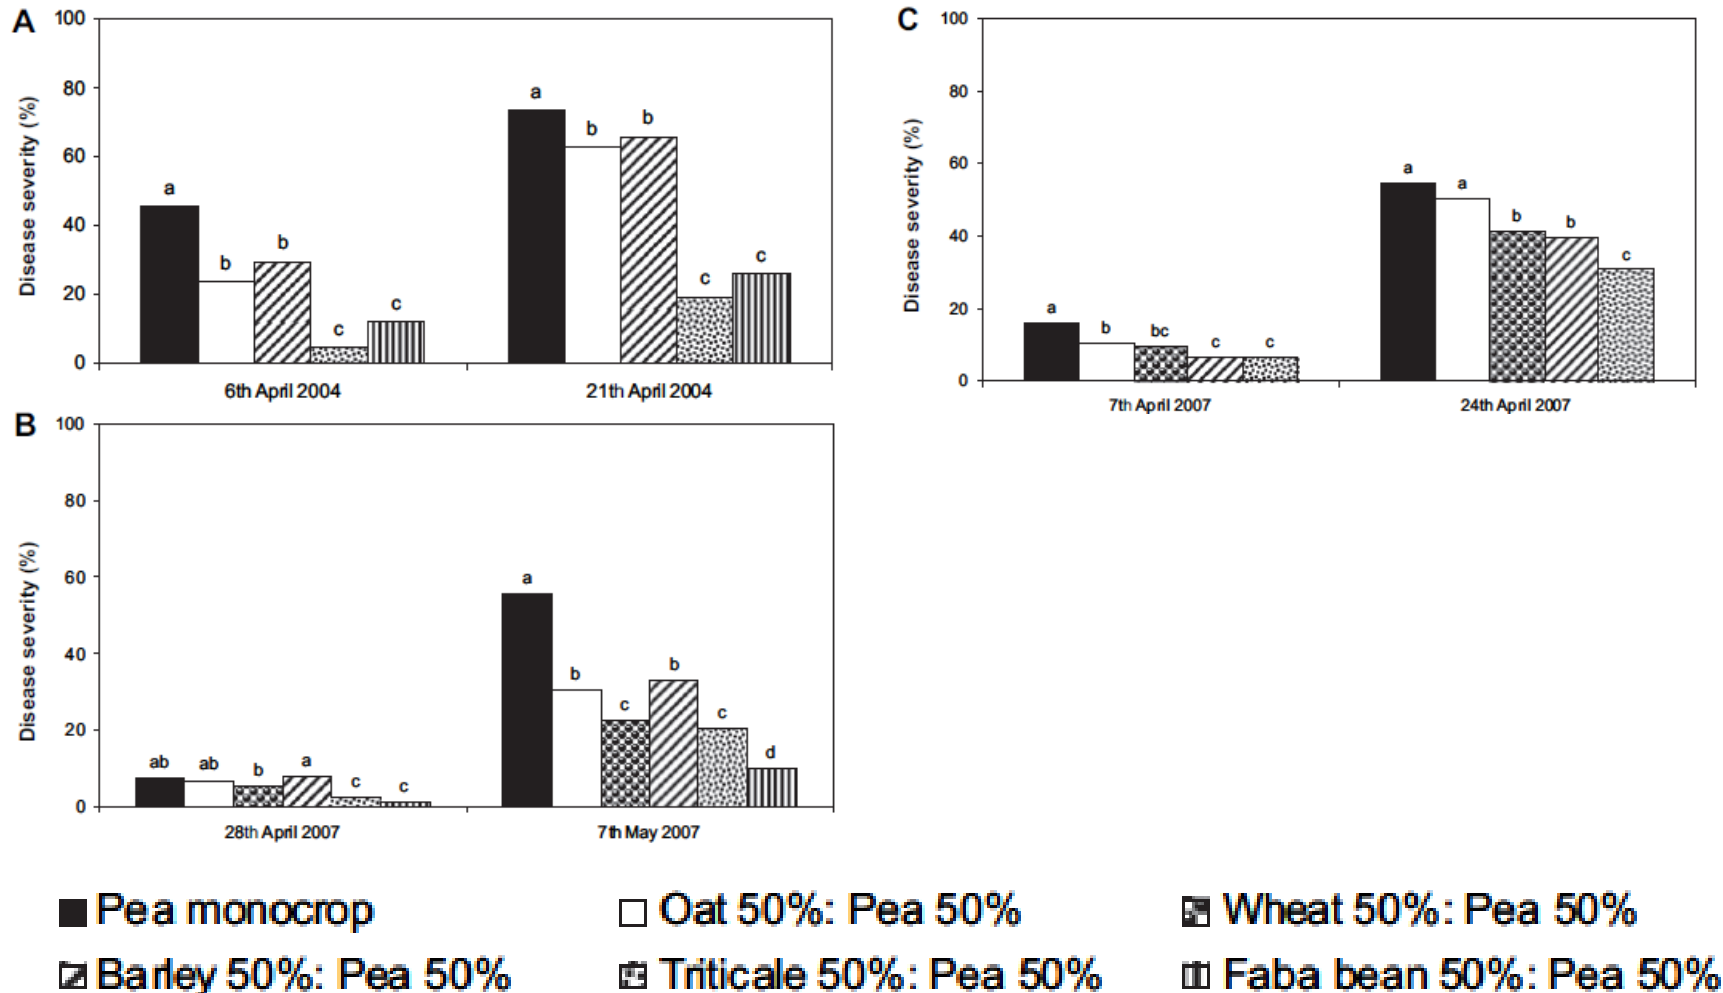 A
Disease severity (%)
100
80
60
40
20
0
a
b
b
c
c
a
b
b
c
c
6th April 2004
21th April 2004
B
Disease severity (%)
100
80
60
40
20
0
ab
ab
b
a
c
c
a
b
c
b
c
d
28th April 2007
7th May 2007
C
Disease severity (%)
100
80
60
40
20
0
a
b
bc
c
c
a
a
b
b
c
7th April 2007
24th April 2007
Pea monocrop
Oat 50%: Pea 50%
Wheat 50%: Pea 50%
Barley 50%: Pea 50%
Triticale 50%: Pea 50%
Faba bean 50%: Pea 50%